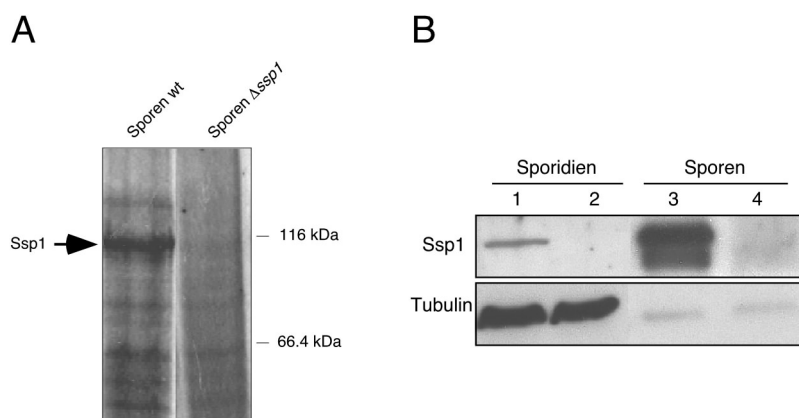 A
B
Sporen wt
Sporen Δssp1
Ssp1
116 kDa
66.4 kDa
Sporidien Sporen
1 2 3 4
Ssp1
Tubulin